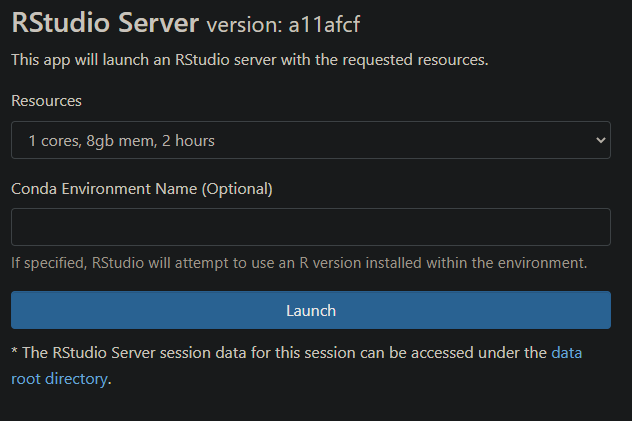 RStudio Server version: a11afcf
This app will launch an RStudio server with the requested resources.
Resources
1 cores, 8gb mem, 2 hours
Conda Environment Name (Optional)
If specified, RStudio will attempt to use an R version installed within the environment.
Launch
* The RStudio Server session data for this session can be accessed under the data
root directory.